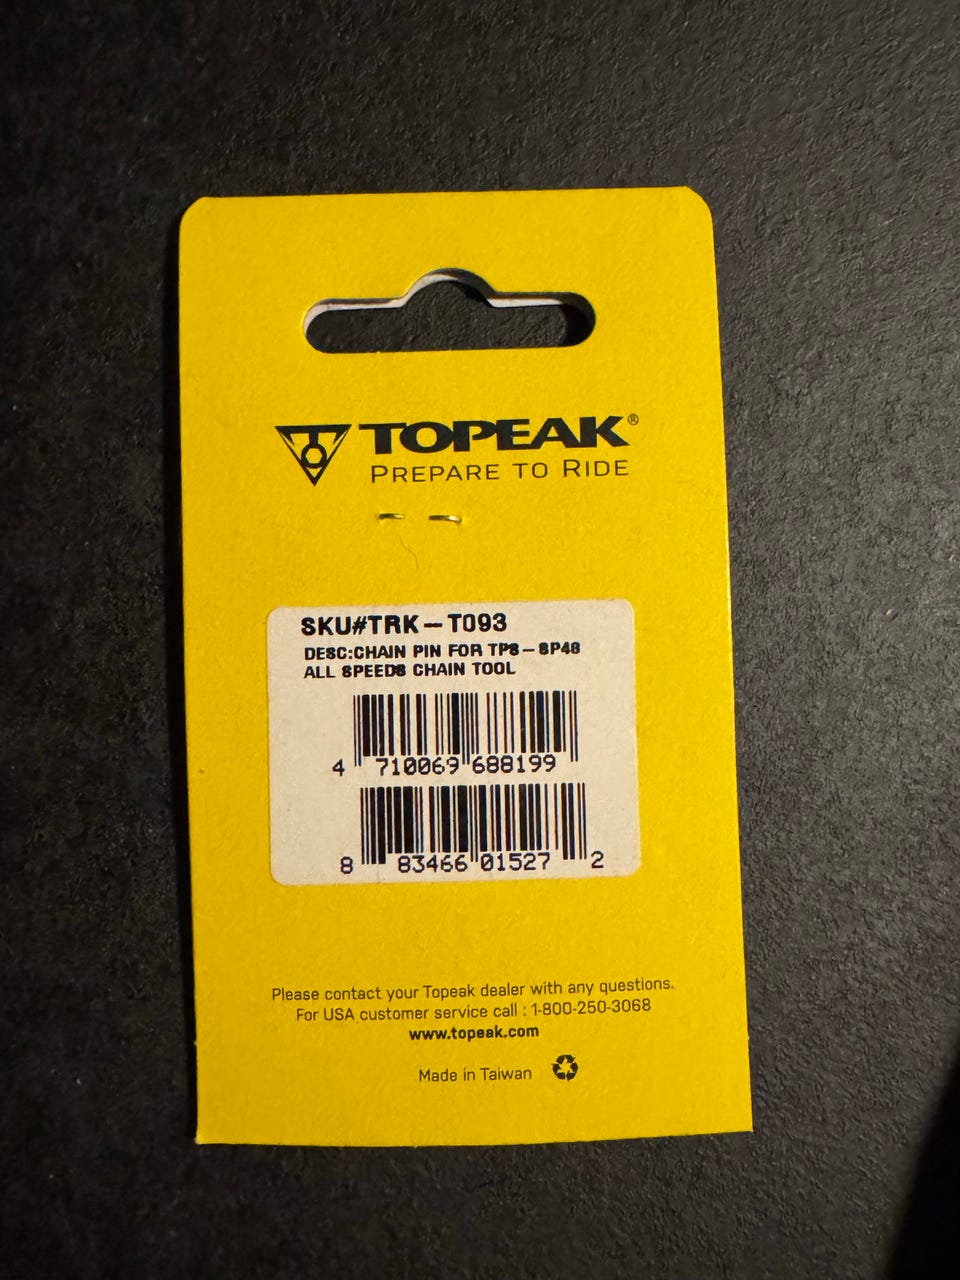 TOPEAK®
PREPARE TO RIDE
SKU#TRK-T093
DESC:CHAIN PIN FOR TPS-SP48
ALL SPEEDS CHAIN TOOL
4 710069 688199
8 83466 01527 2
Please contact your Topeak dealer with any questions.
For USA customer service call : 1-800-250-3068
www.topeak.com
Made in Taiwan